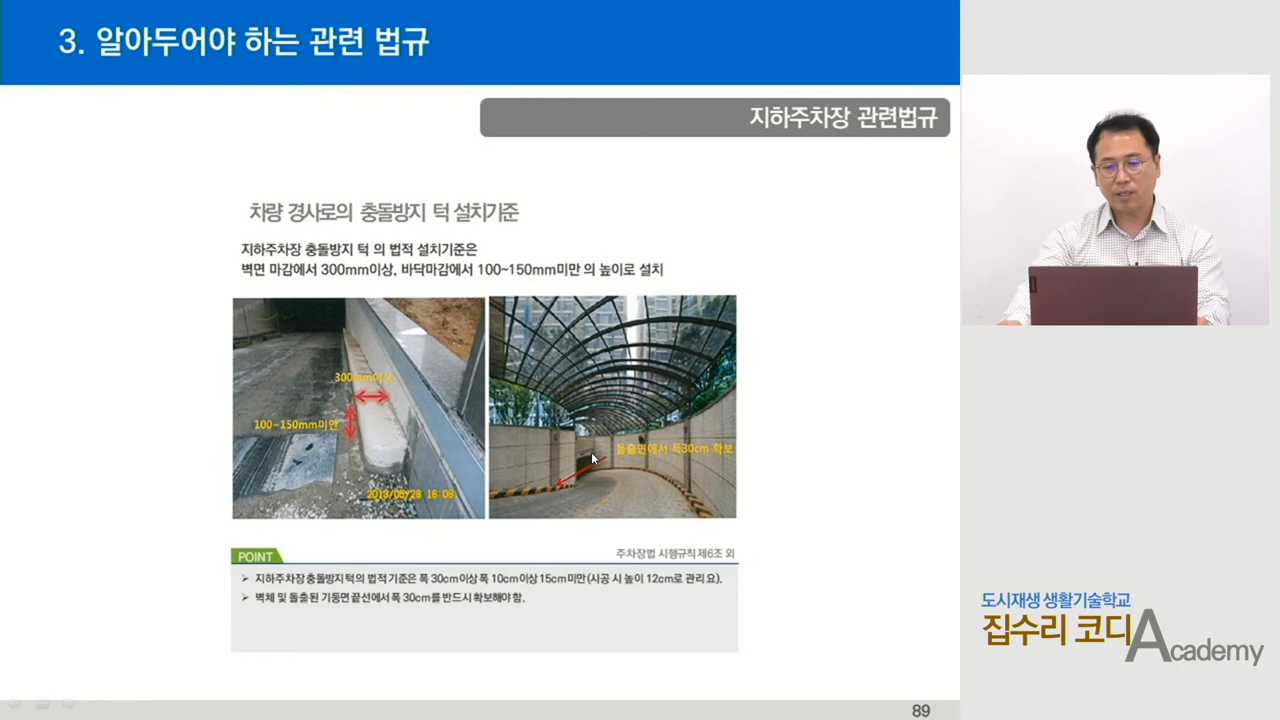 3. 알아두어야 하는 관련 법규
지하주차장 관련법규
차량 경사로의 충돌방지 턱 설치기준
지하주차장 충돌방지 턱 의 법적 설치기준은
벽면 마감에서 300mm이상, 바닥마감에서 100~150mm미만 의 높이로 설치
300mm이상
100~150mm미만
2013/05/28 16:08
돌출면에서 폭30cm 확보
POINT
주차장법 시행규칙 제6조 외
➢ 지하주차장 충돌방지 턱의 법적 기준은 폭 30cm이상 폭 10cm이상 15cm미만(시공 시 높이 12cm로 관리 요).
➢ 벽체 및 돌출된 기둥면 끝선에서 폭 30cm를 반드시 확보해야 함.
89
도시재생 생활기술학교
집수리 코디 Academy